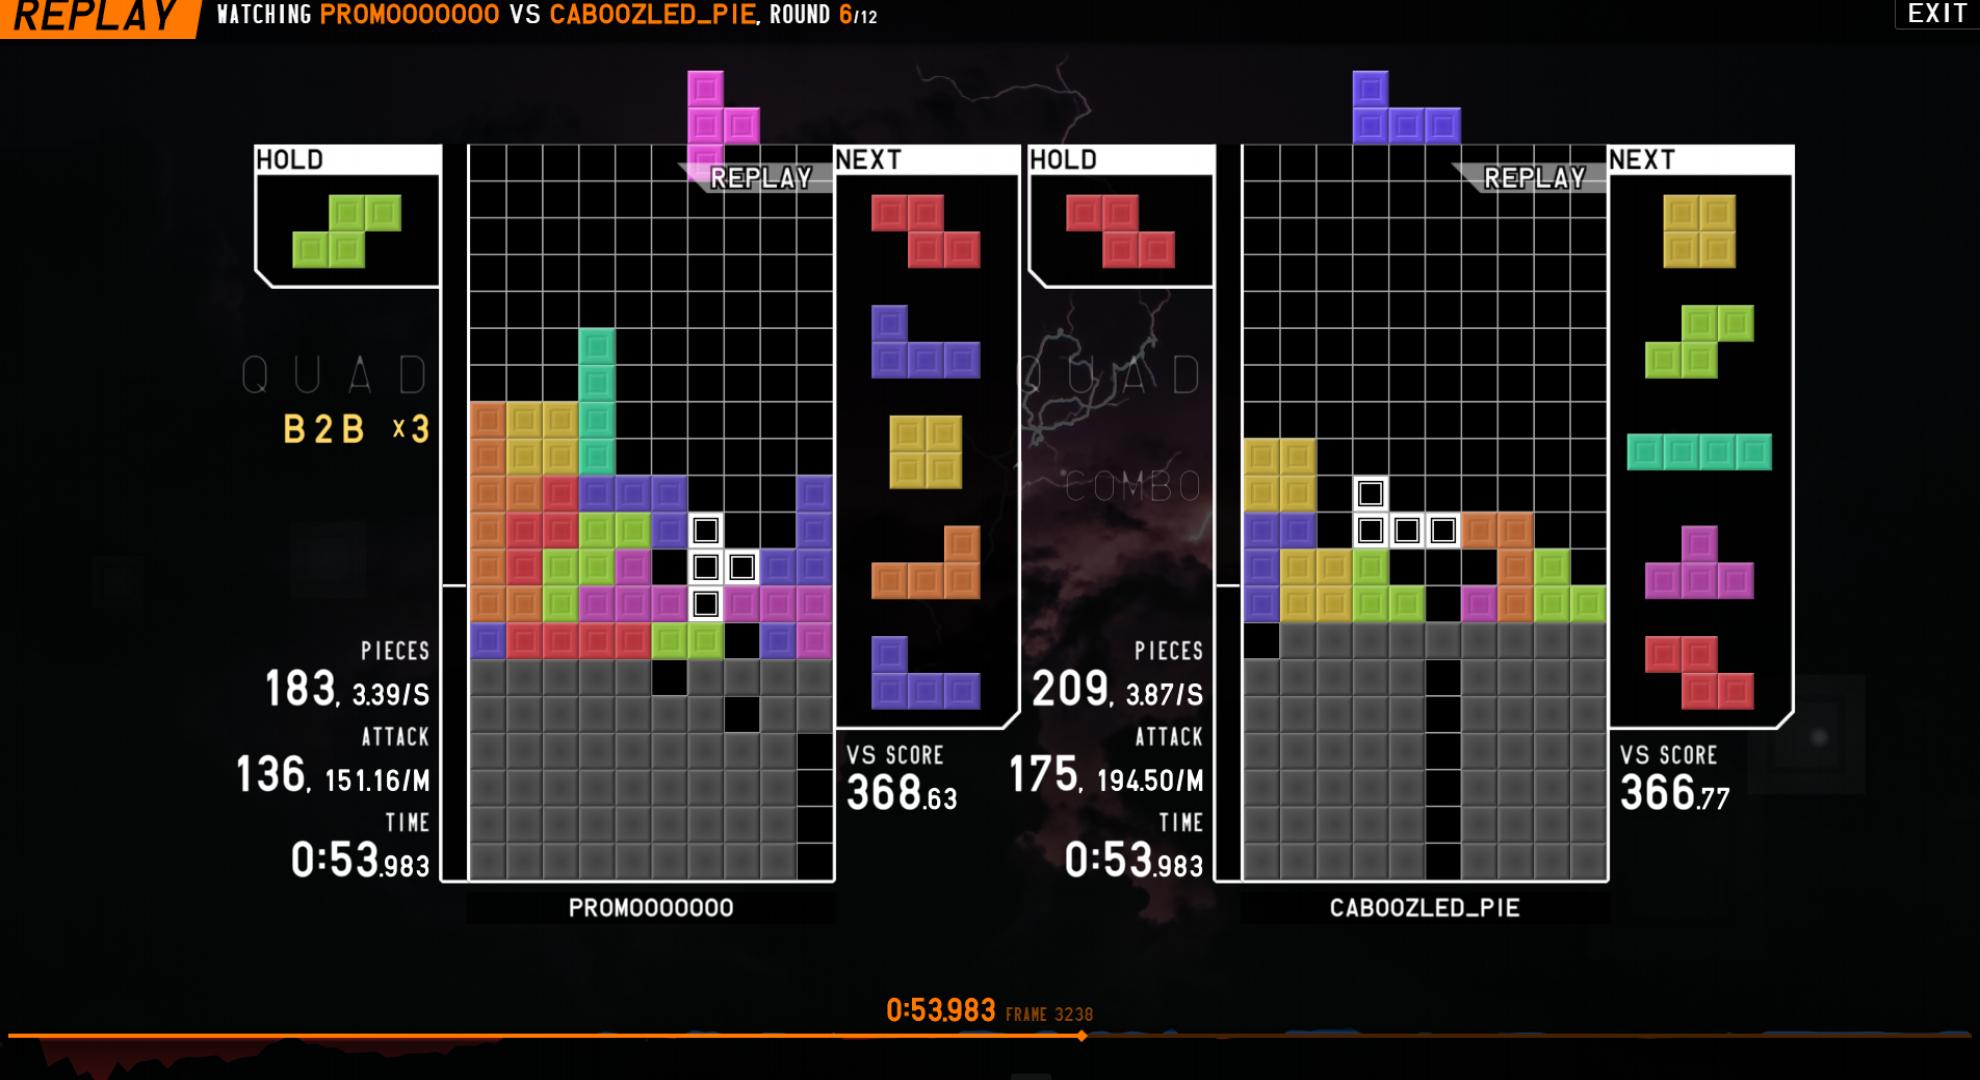 REPLAY WATCHING PROMOOOOOOO VS CABOOZLED_PIE, ROUND 6/12 EXIT
HOLD
REPLAY
NEXT
QUAD
B2B x3
PIECES
183, 3.39/S
ATTACK
136, 151.16/M
TIME
0:53.983
VS SCORE
368.63
PROMOOOOOOO
HOLD
REPLAY
NEXT
QUAD
COMBO
PIECES
209, 3.87/S
ATTACK
175, 194.50/M
TIME
0:53.983
VS SCORE
366.77
CABOOZLED_PIE
0:53.983 FRAME 3238